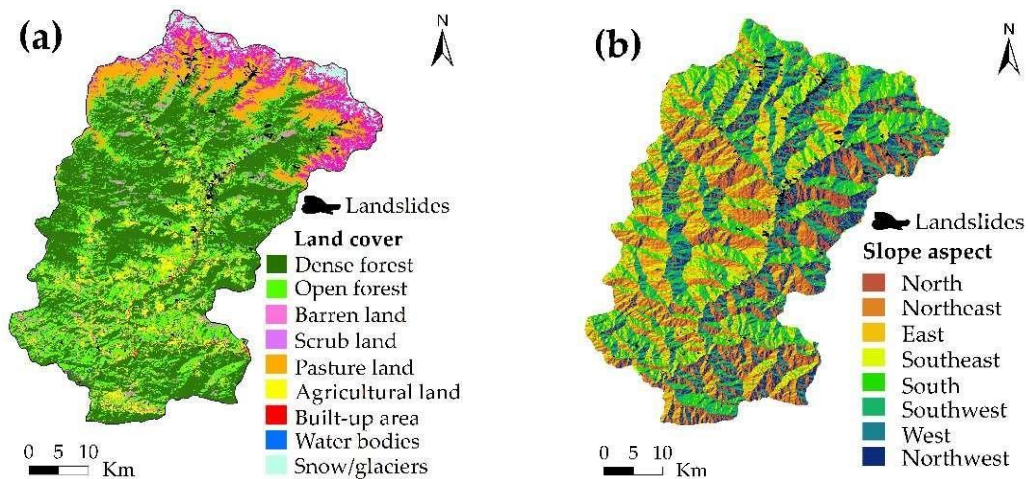 (a)
N
Landslides
Land cover
Dense forest
Open forest
Barren land
Scrub land
Pasture land
Agricultural land
Built-up area
Water bodies
Snow/glaciers
0 5 10
Km
(b)
N
Landslides
Slope aspect
North
Northeast
East
Southeast
South
Southwest
West
Northwest
0 5 10
Km